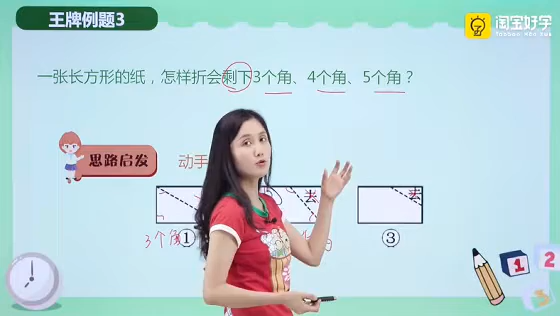 王牌例题3
淘宝好学
一张长方形的纸，怎样折会剩下3个角、4个角、5个角？
思路启发
动手
去
去
3个角
①
③
1
2
3